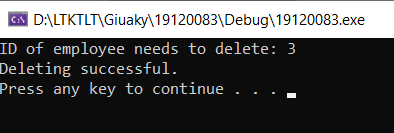 D:\LTKTLT\Giuaky\19120083\Debug\19120083.exe
ID of employee needs to delete: 3
Deleting successful.
Press any key to continue . . .